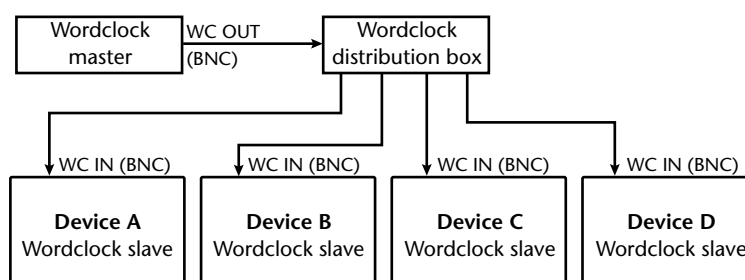 Wordclock
master
WC OUT
(BNC)
Wordclock
distribution box
WC IN (BNC)
WC IN (BNC)
WC IN (BNC)
WC IN (BNC)
Device A
Wordclock slave
Device B
Wordclock slave
Device C
Wordclock slave
Device D
Wordclock slave